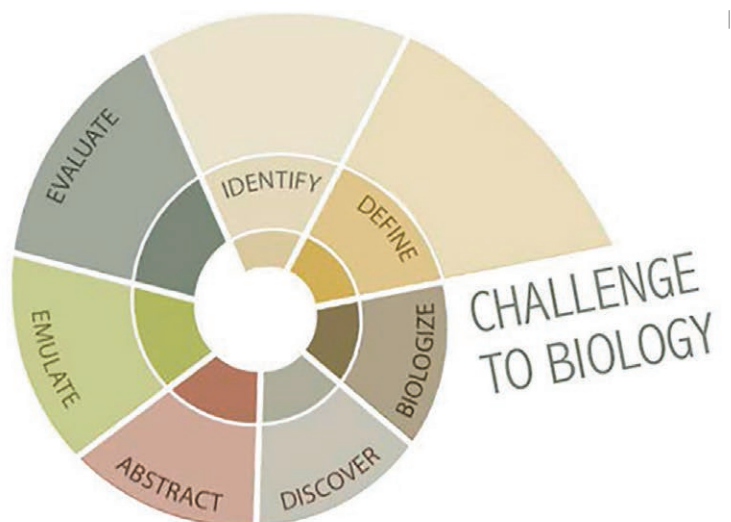 IDENTIFY
DEFINE
BIOLOGIZE
DISCOVER
ABSTRACT
EMULATE
EVALUATE
CHALLENGE
TO BIOLOGY